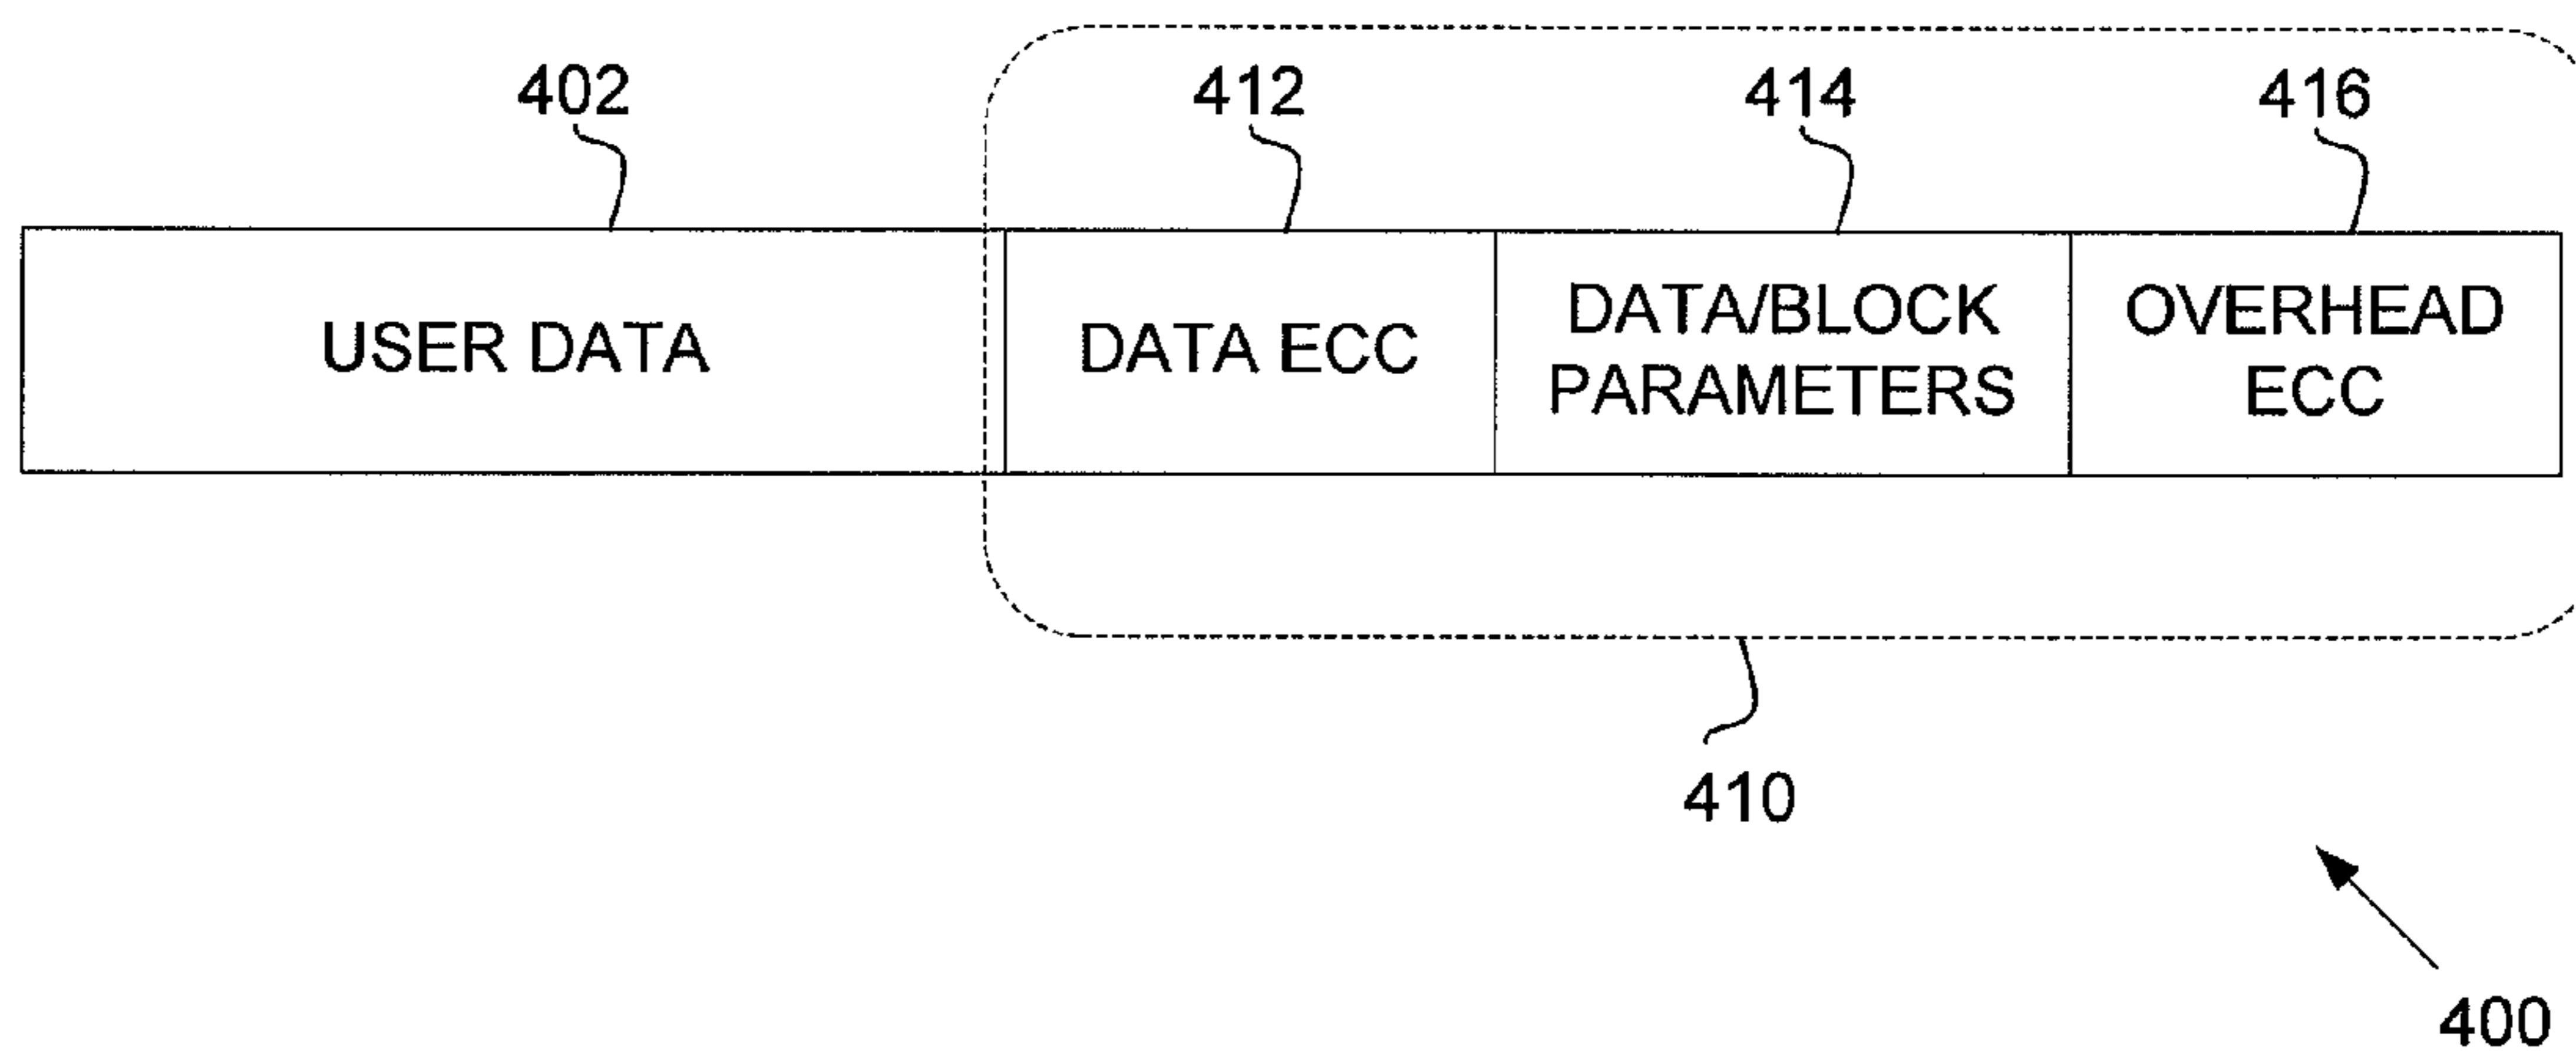 402
412
414
416
USER DATA
DATA ECC
DATA/BLOCK
PARAMETERS
OVERHEAD
ECC
410
400